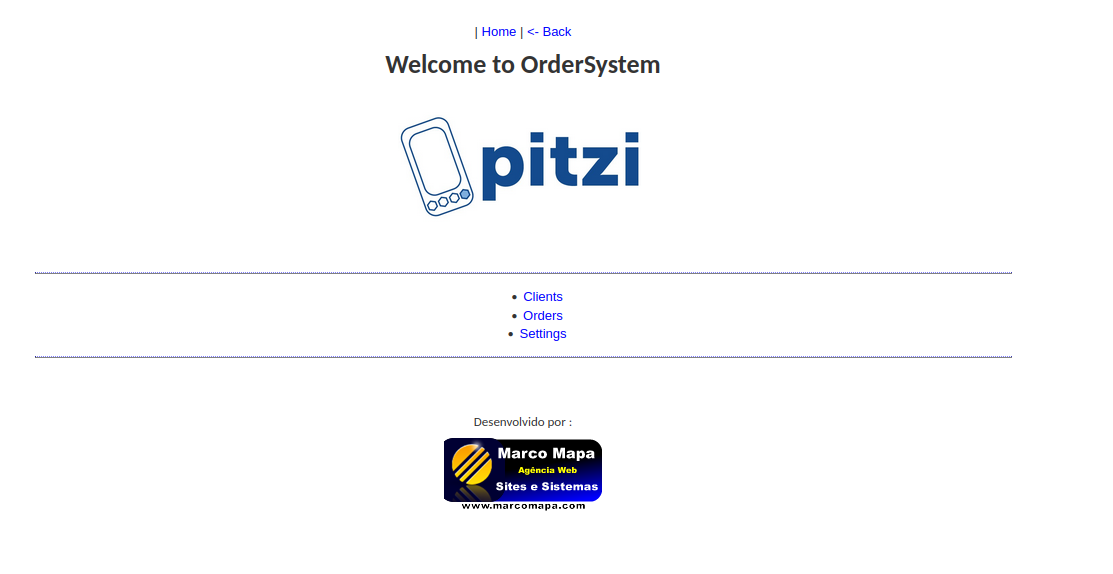 | Home | <- Back
Welcome to OrderSystem
pitzi
• Clients
• Orders
• Settings
Desenvolvido por :
Marco Mapa
Agência Web
Sites e Sistemas
www.marcomapa.com